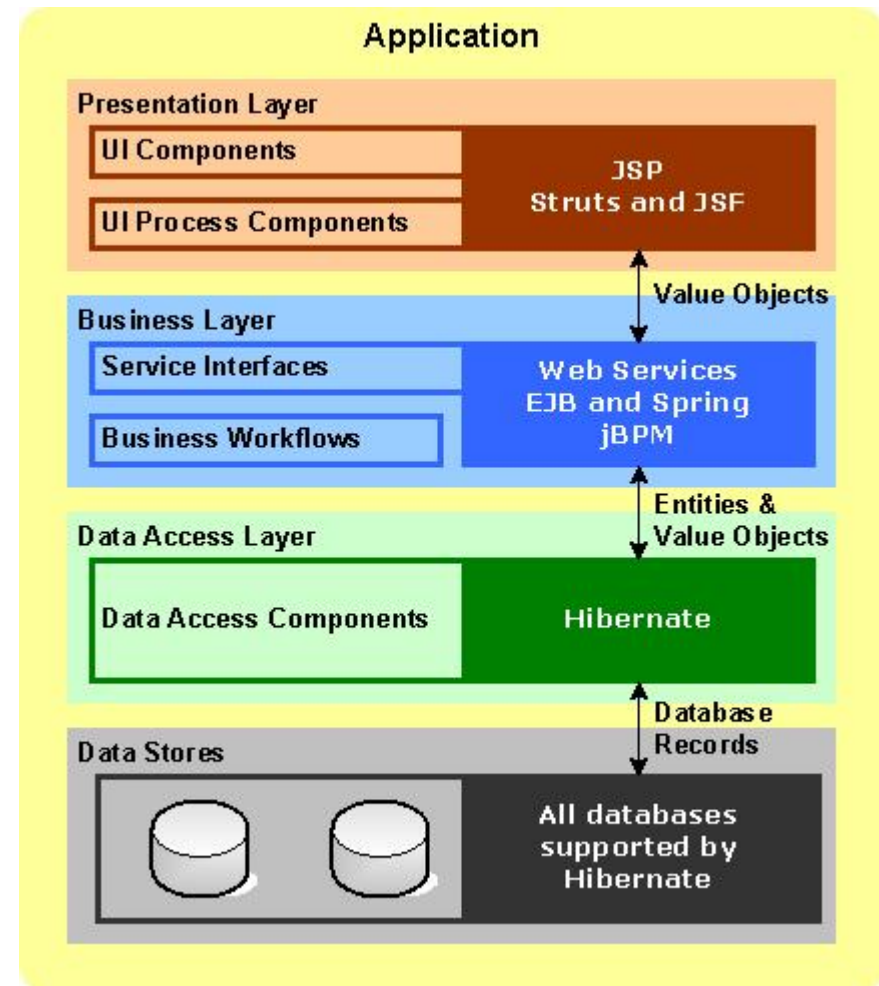 Application
Presentation Layer
UI Components
UI Process Components
JSP
Struts and JSF
Value Objects
Business Layer
Service Interfaces
Business Workflows
Web Services
EJB and Spring
jBPM
Entities &
Value Objects
Data Access Layer
Data Access Components
Hibernate
Database
Records
Data Stores
All databases
supported by
Hibernate